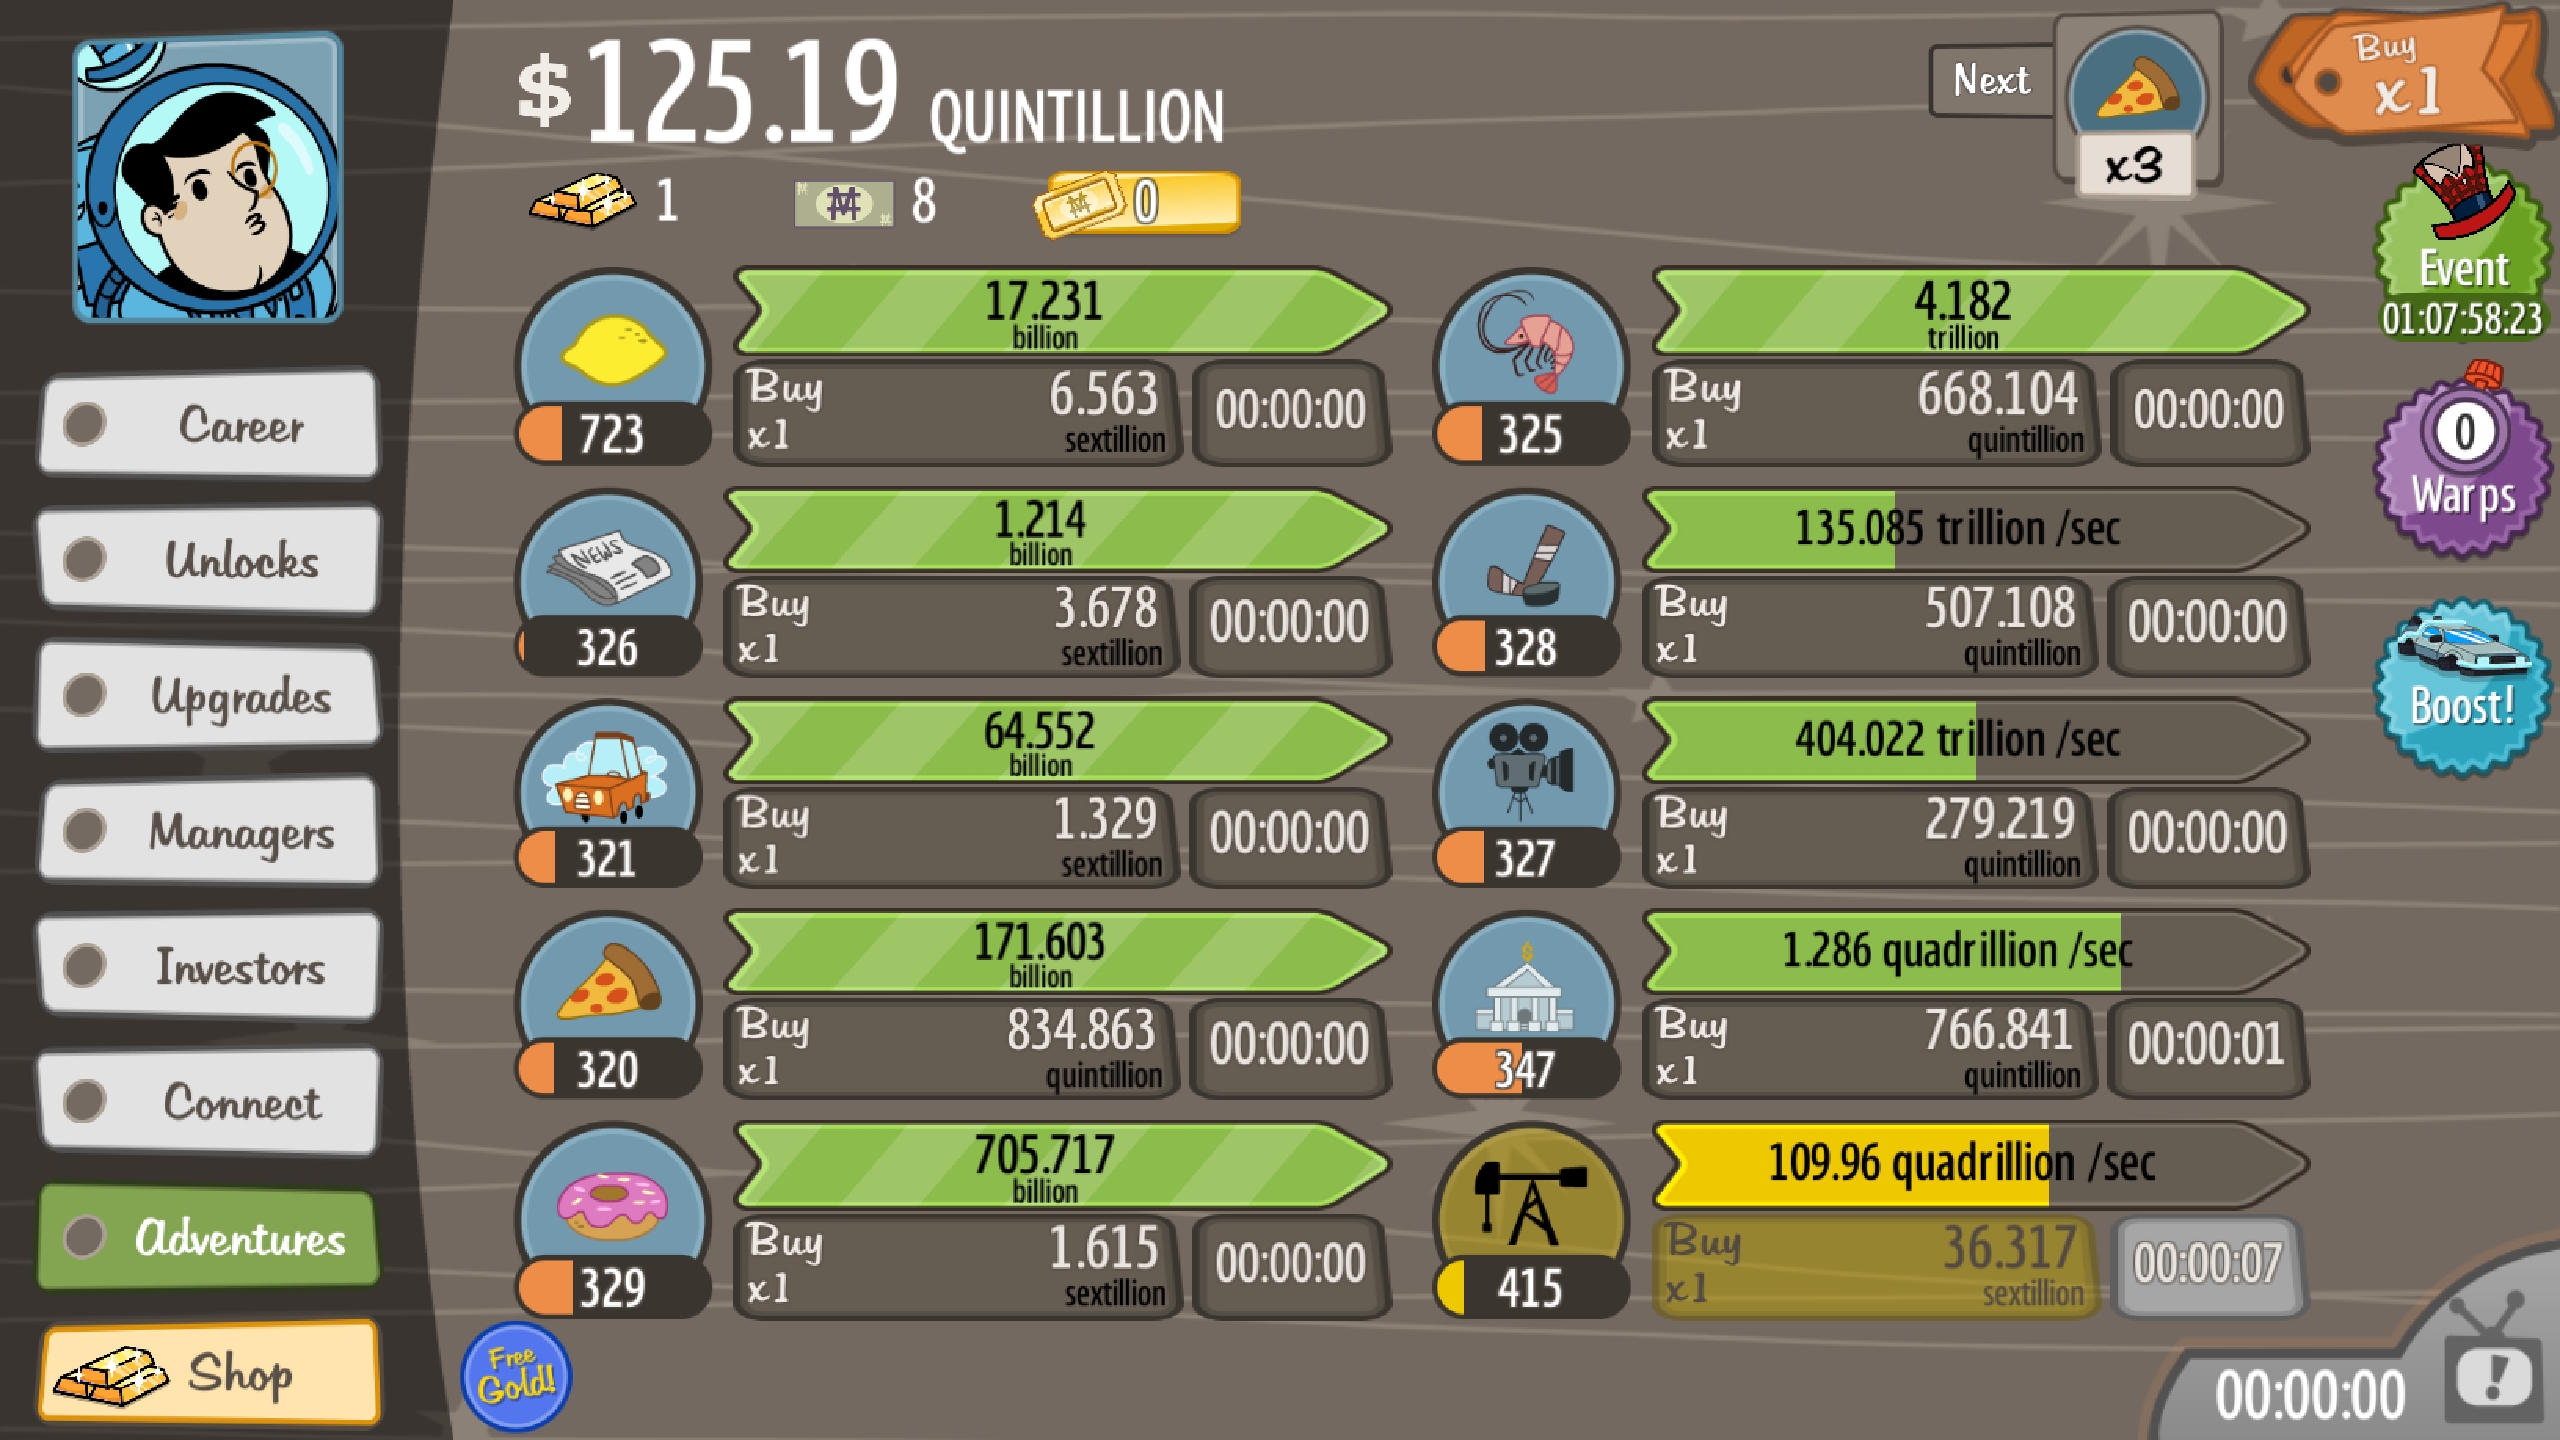 $125.19 QUINTILLION
1
8
0
Next
x3
Buy
x1
Event
01:07:58:23
0
Warps
Boost!
Career
Unlocks
Upgrades
Managers
Investors
Connect
Adventures
Shop
17.231
billion
723
Buy
x1
6.563
sextillion
00:00:00
NEWS
1.214
billion
326
Buy
x1
3.678
sextillion
00:00:00
64.552
billion
321
Buy
x1
1.329
sextillion
00:00:00
171.603
billion
320
Buy
x1
834.863
quintillion
00:00:00
705.717
billion
329
Buy
x1
1.615
sextillion
00:00:00
4.182
trillion
325
Buy
x1
668.104
quintillion
00:00:00
135.085 trillion /sec
328
Buy
x1
507.108
quintillion
00:00:00
404.022 trillion /sec
327
Buy
x1
279.219
quintillion
00:00:00
1.286 quadrillion /sec
347
Buy
x1
766.841
quintillion
00:00:01
109.96 quadrillion /sec
415
Buy
x1
36.317
sextillion
00:00:07
Free
Gold!
00:00:00
!